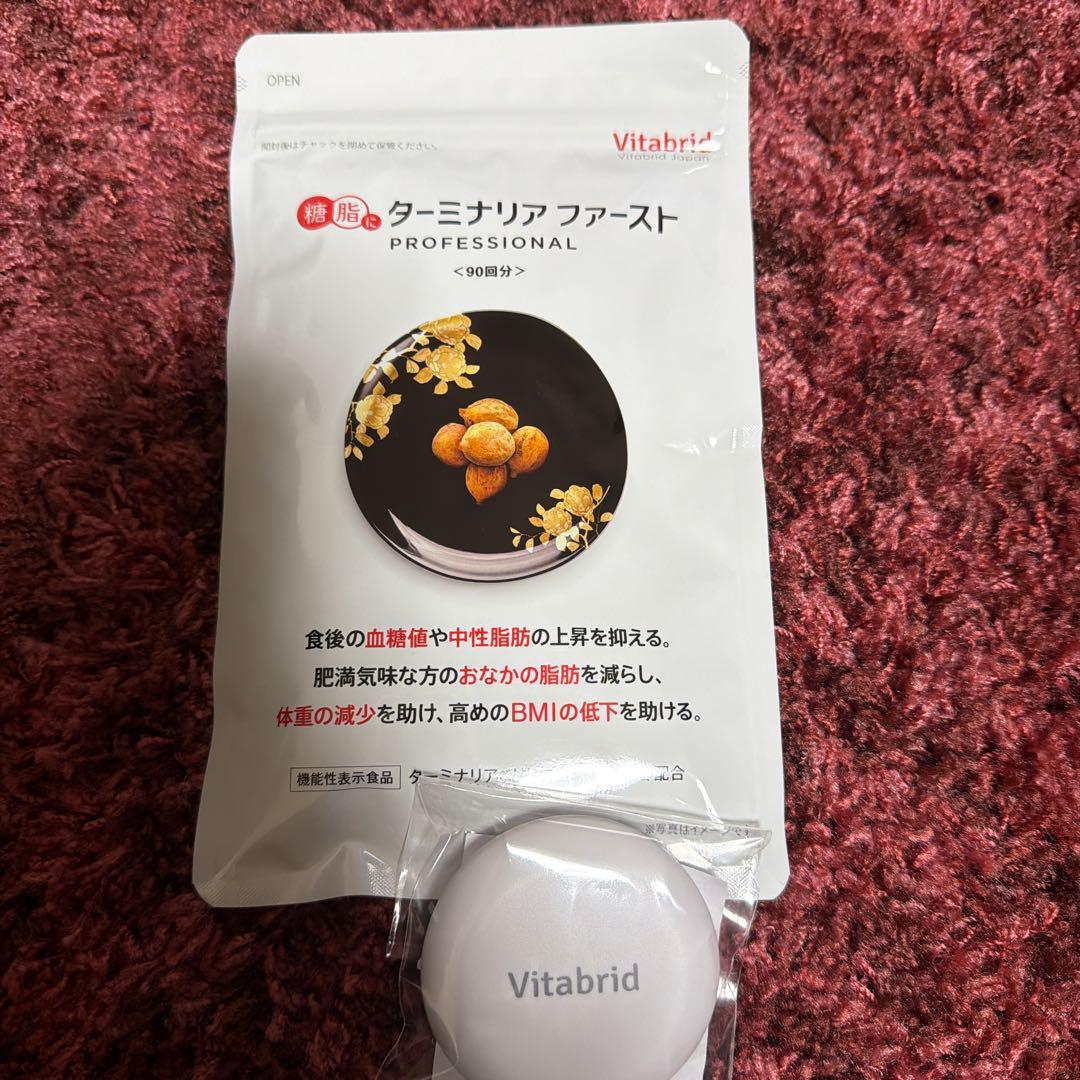 OPEN
開封後はチャックを閉めて保管ください。
Vitabrid
Vitabrid Japan
糖脂に ターミナリア ファースト
PROFESSIONAL
<90回分>
食後の血糖値や中性脂肪の上昇を抑える。
肥満気味な方のおなかの脂肪を減らし、
体重の減少を助け、高めのBMIの低下を助ける。
機能性表示食品 ターミナリアベ 配合
※写真はイメージです
Vitabrid